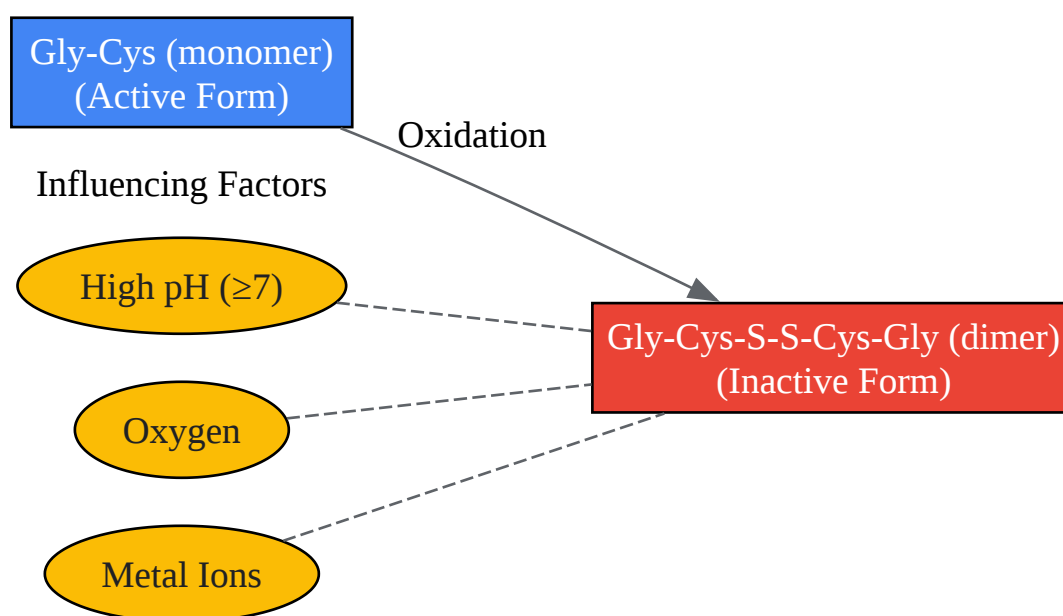 Gly-Cys (monomer)
(Active Form)
Oxidation
Influencing Factors
High pH (≥7)
Gly-Cys-S-S-Cys-Gly (dimer)
(Inactive Form)
Oxygen
Metal Ions